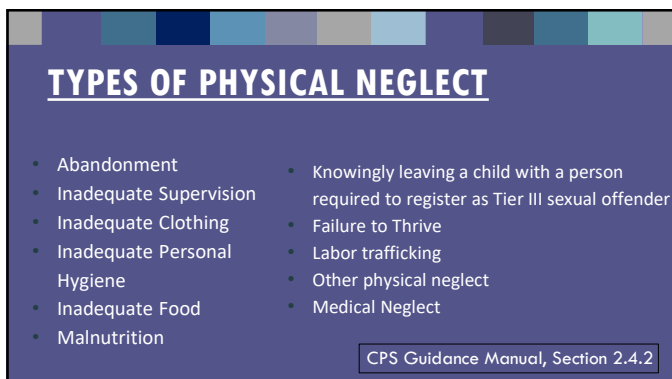 TYPES OF PHYSICAL NEGLECT
• Abandonment
• Inadequate Supervision
• Inadequate Clothing
• Inadequate Personal
Hygiene
• Inadequate Food
• Malnutrition
• Knowingly leaving a child with a person
required to register as Tier III sexual offender
• Failure to Thrive
• Labor trafficking
• Other physical neglect
• Medical Neglect
CPS Guidance Manual, Section 2.4.2